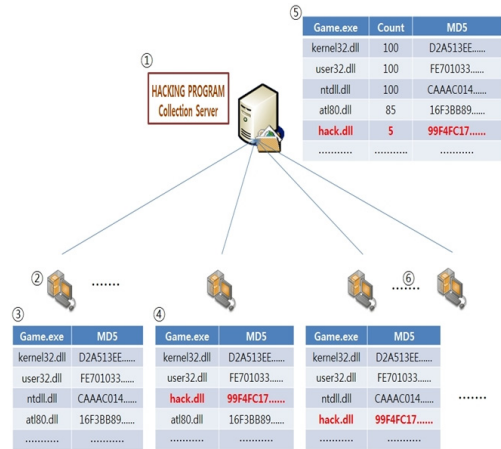 ⑤
Game.exe Count MD5
kernel32.dll 100 D2A513EE......
user32.dll 100 FE701033......
ntdll.dll 100 CAAAC014......
atl80.dll 85 16F3BB89......
hack.dll 5 99F4FC17......
........... ........... ...........
①
HACKING PROGRAM
Collection Server
② ....... ....... ⑥
③
Game.exe MD5
kernel32.dll D2A513EE......
user32.dll FE701033......
ntdll.dll CAAAC014......
atl80.dll 16F3BB89......
........... ...........
④
Game.exe MD5
kernel32.dll D2A513EE......
user32.dll FE701033......
hack.dll 99F4FC17......
atl80.dll 16F3BB89......
........... ...........
Game.exe MD5
kernel32.dll D2A513EE......
user32.dll FE701033......
ntdll.dll CAAAC014......
hack.dll 99F4FC17......
........... ...........
.......